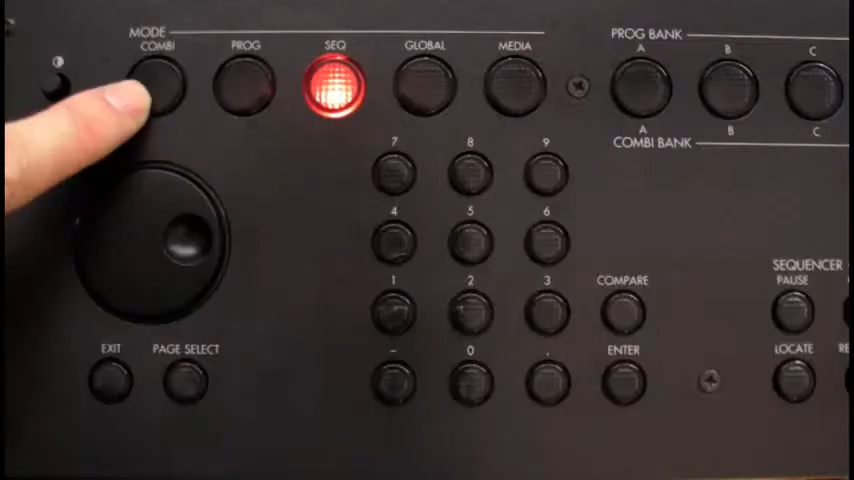 MODE
COMBI PROG SEQ GLOBAL MEDIA
PROG BANK
A B C
A B C
COMBI BANK
7 8 9
4 5 6
1 2 3 COMPARE
SEQUENCER
PAUSE
EXIT PAGE SELECT
- 0 . ENTER
LOCATE